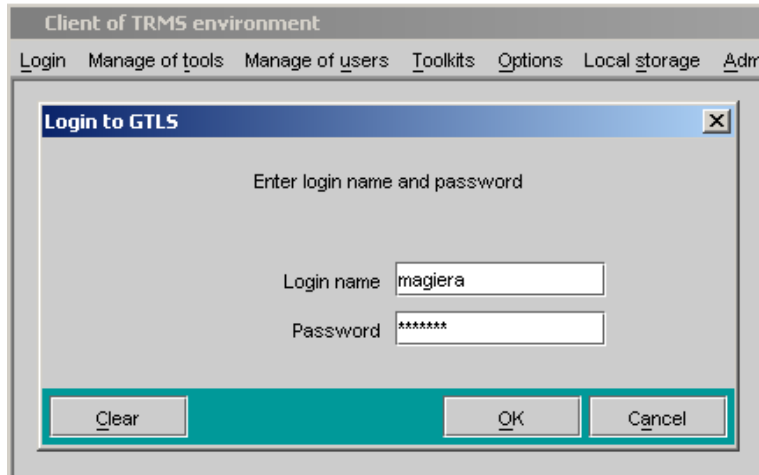 Client of TRMS environment
Login Manage of tools Manage of users Toolkits Options Local storage Adm
Login to GTLS
Enter login name and password
Login name magiera
Password *******
Clear OK Cancel